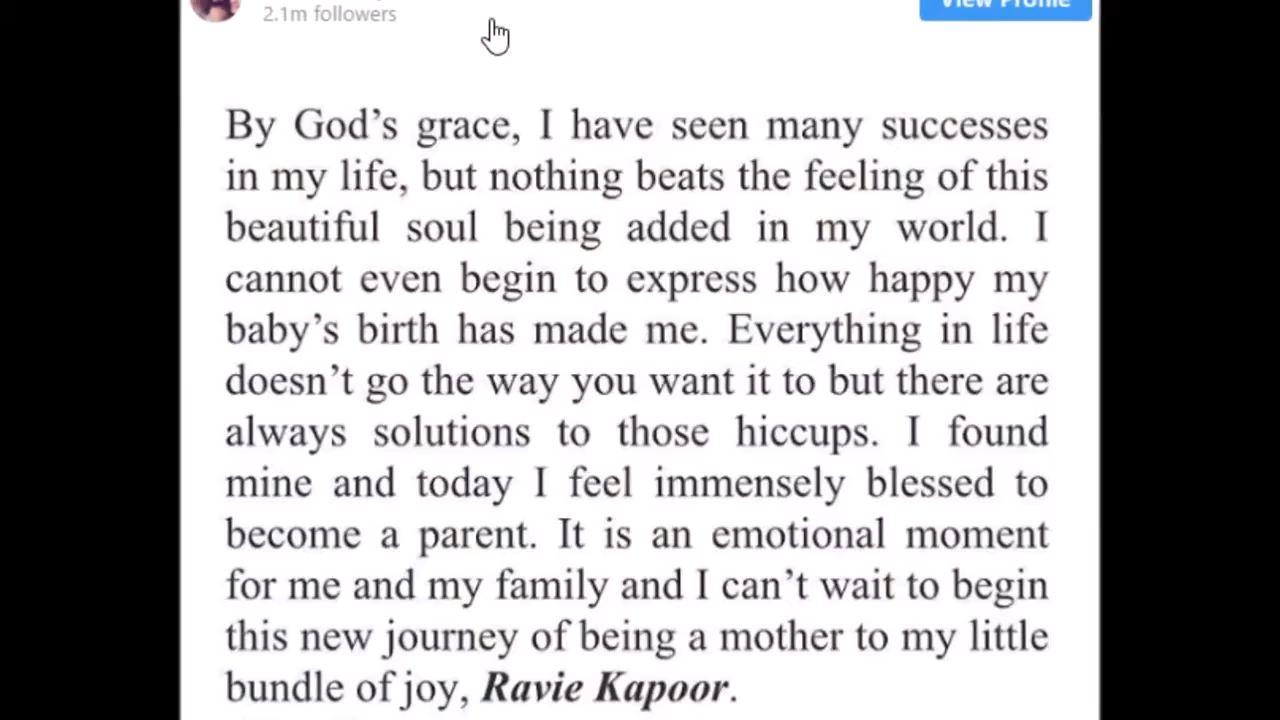 2.1m followers
View Profile
By God's grace, I have seen many successes
in my life, but nothing beats the feeling of this
beautiful soul being added in my world. I
cannot even begin to express how happy my
baby's birth has made me. Everything in life
doesn't go the way you want it to but there are
always solutions to those hiccups. I found
mine and today I feel immensely blessed to
become a parent. It is an emotional moment
for me and my family and I can't wait to begin
this new journey of being a mother to my little
bundle of joy, Ravie Kapoor.